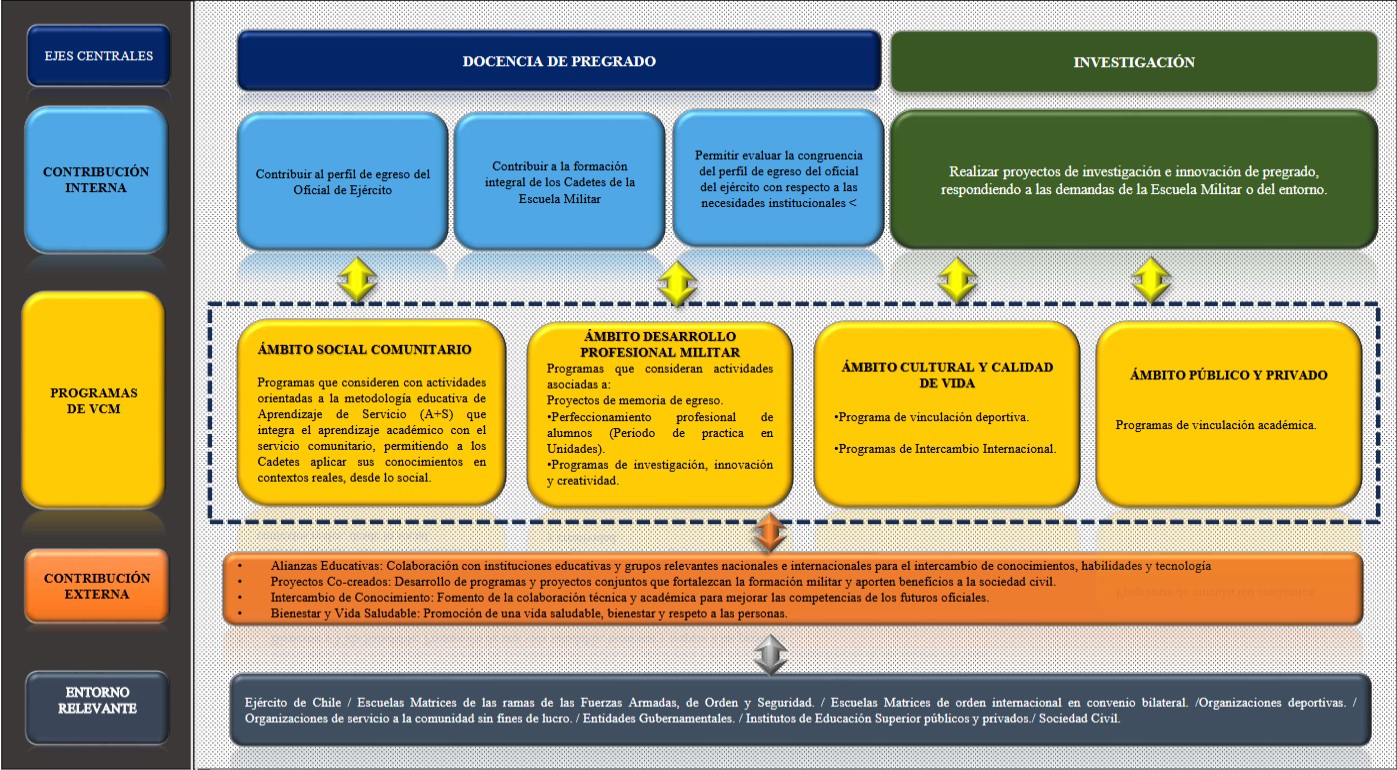 EJES CENTRALES
DOCENCIA DE PREGRADO
INVESTIGACIÓN
CONTRIBUCIÓN
INTERNA
Contribuir al perfil de egreso del
Oficial de Ejército
Contribuir a la formación
integral de los Cadetes de la
Escuela Militar
Permitir evaluar la congruencia
del perfil de egreso del oficial
del ejército con respecto a las
necesidades institucionales <
Realizar proyectos de investigación e innovación de pregrado,
respondiendo a las demandas de la Escuela Militar o del entorno.
PROGRAMAS
DE VCM
ÁMBITO SOCIAL COMUNITARIO
Programas que consideren con actividades
orientadas a la metodología educativa de
Aprendizaje de Servicio (A+S) que
integra el aprendizaje académico con el
servicio comunitario, permitiendo a los
Cadetes aplicar sus conocimientos en
contextos reales, desde lo social.
ÁMBITO DESARROLLO
PROFESIONAL MILITAR
Programas que consideran actividades
asociadas a:
Proyectos de memoria de egreso.
•Perfeccionamiento profesional de
alumnos (Periodo de practica en
Unidades).
•Programas de investigación, innovación
y creatividad.
ÁMBITO CULTURAL Y CALIDAD
DE VIDA
•Programa de vinculación deportiva.
•Programas de Intercambio Internacional.
ÁMBITO PÚBLICO Y PRIVADO
Programas de vinculación académica.
CONTRIBUCIÓN
EXTERNA
• Alianzas Educativas: Colaboración con instituciones educativas y grupos relevantes nacionales e internacionales para el intercambio de conocimientos, habilidades y tecnología
• Proyectos Co-creados: Desarrollo de programas y proyectos conjuntos que fortalezcan la formación militar y aporten beneficios a la sociedad civil.
• Intercambio de Conocimiento: Fomento de la colaboración técnica y académica para mejorar las competencias de los futuros oficiales.
• Bienestar y Vida Saludable: Promoción de una vida saludable, bienestar y respeto a las personas.
ENTORNO
RELEVANTE
Ejército de Chile / Escuelas Matrices de las ramas de las Fuerzas Armadas, de Orden y Seguridad. / Escuelas Matrices de orden internacional en convenio bilateral. /Organizaciones deportivas. /
Organizaciones de servicio a la comunidad sin fines de lucro. / Entidades Gubernamentales. / Institutos de Educación Superior públicos y privados./ Sociedad Civil.